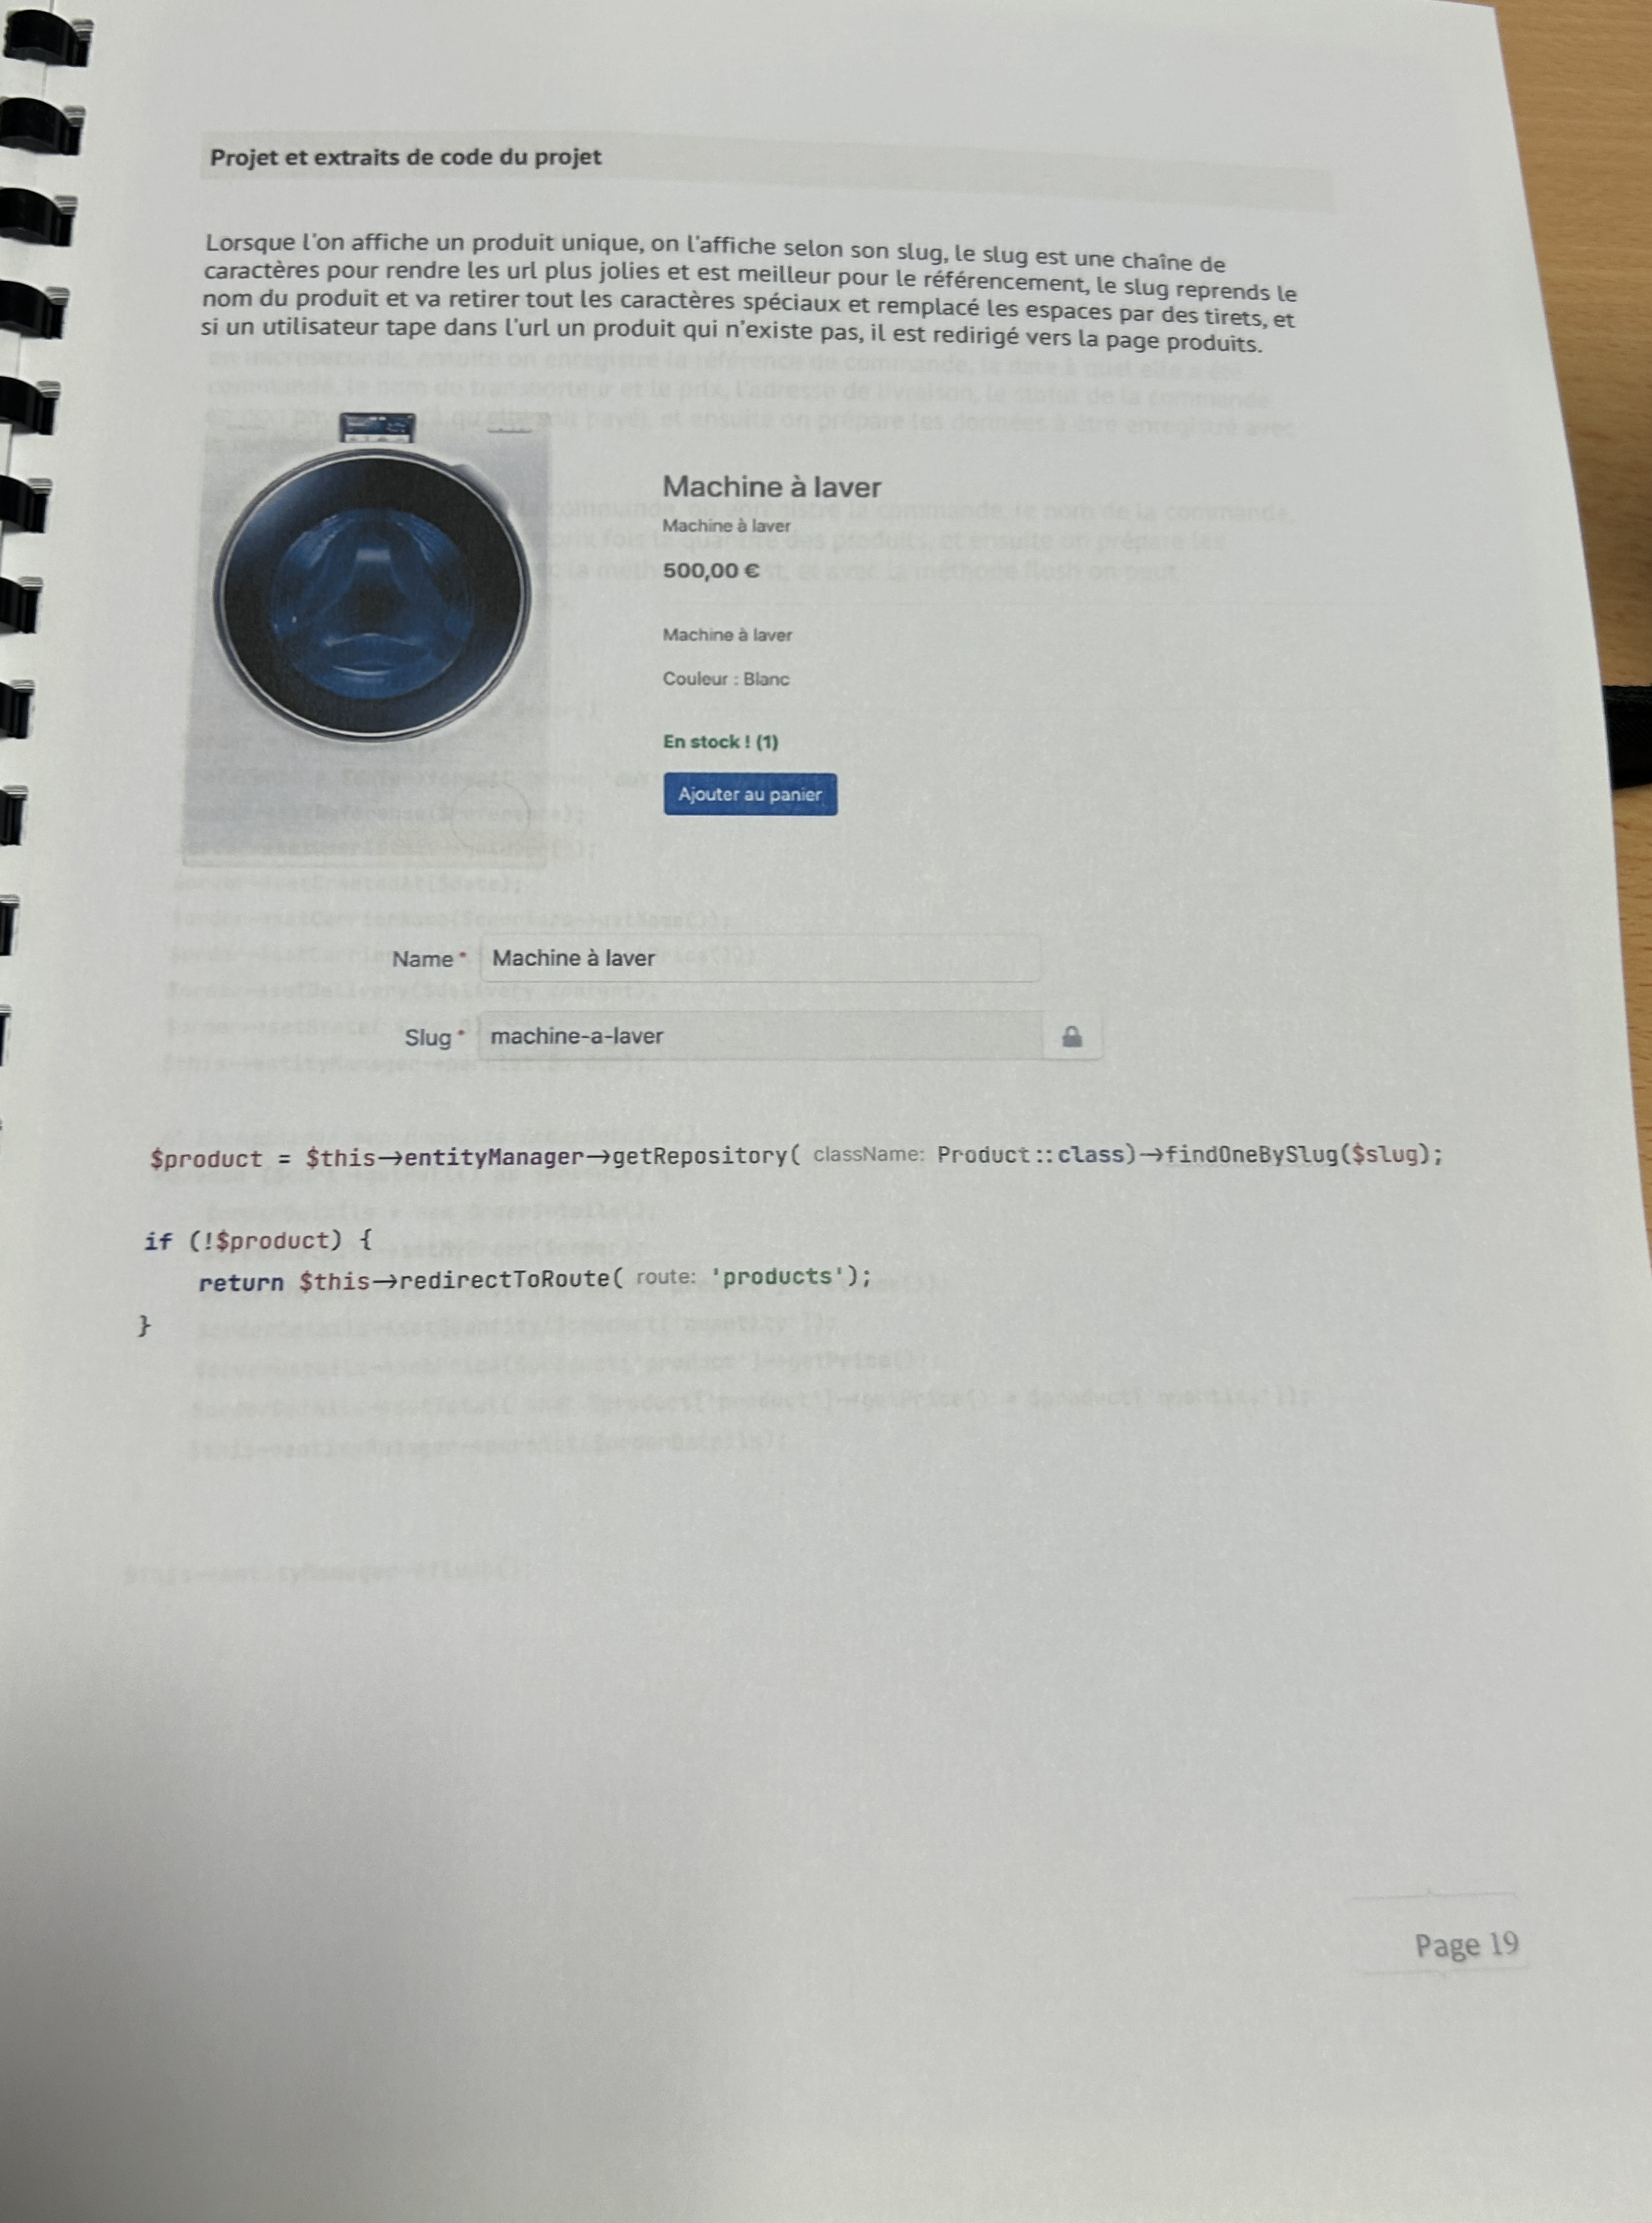 Projet et extraits de code du projet
Lorsque l'on affiche un produit unique, on l'affiche selon son slug, le slug est une chaîne de
caractères pour rendre les url plus jolies et est meilleur pour le référencement, le slug reprends le
nom du produit et va retirer tout les caractères spéciaux et remplacé les espaces par des tirets, et
si un utilisateur tape dans l'url un produit qui n'existe pas, il est redirigé vers la page produits.
Machine à laver
Machine à laver
500,00 €
Machine à laver
Couleur : Blanc
En stock ! (1)
Ajouter au panier
Name * Machine à laver
Slug * machine-a-laver
$product = $this→entityManager→getRepository( className: Product::class)→findOneBySlug($slug);
if (!$product) {
return $this→redirectToRoute( route: 'products');
}
Page 19